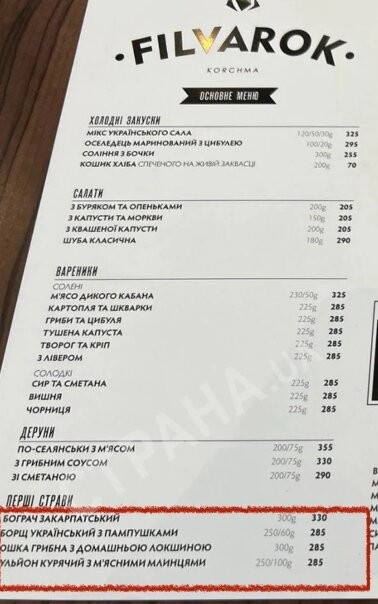 FILVAROK
KORCHMA
ОСНОВНЕ МЕНЮ
ХОЛОДНІ ЗАКУСКИ
МІКС УКРАЇНСЬКОГО САЛА 120/50/30g 325
ОСЕЛЕДЕЦЬ МАРИНОВАНИЙ З ЦИБУЛЕЮ 100/20g 295
СОЛІННЯ З БОЧКИ 300g 255
КОШИК ХЛІБА СПЕЧЕНОГО НА ЖИВІЙ ЗАКВАСЦІ 200g 70
САЛАТИ
З БУРЯКОМ ТА ОПЕНЬКАМИ 200g 205
З КАПУСТИ ТА МОРКВИ 150g 205
З КВАШЕНОЇ КАПУСТИ 200g 205
ШУБА КЛАСИЧНА 180g 290
ВАРЕНИКИ
СОЛЕНІ
М'ЯСО ДИКОГО КАБАНА 230/50g 325
КАРТОПЛЯ ТА ШКВАРКИ 225g 285
ГРИБИ ТА ЦИБУЛЯ 225g 285
ТУШЕНА КАПУСТА 225g 285
ТВОРОГ ТА КРІП 225g 285
З ЛІВЕРОМ 225g 285
СОЛОДКІ
СИР ТА СМЕТАНА 225g 285
ВИШНЯ 225g 285
ЧОРНИЦЯ 225g 285
ДЕРУНИ
ПО-СЕЛЯНСЬКИ З М'ЯСОМ 200/75g 355
З ГРИБНИМ СОУСОМ 200/75g 330
ЗІ СМЕТАНОЮ 200/75g 290
ПЕРШІ СТРАВИ
БОГРАЧ ЗАКАРПАТСЬКИЙ 300g 330
БОРЩ УКРАЇНСЬКИЙ З ПАМПУШКАМИ 250/60g 285
ЮШКА ГРИБНА З ДОМАШНЬОЮ ЛОКШИНОЮ 300g 285
УЛЬЙОН КУРЯЧИЙ З М'ЯСНИМИ МЛИНЦЯМИ 250/100g 285